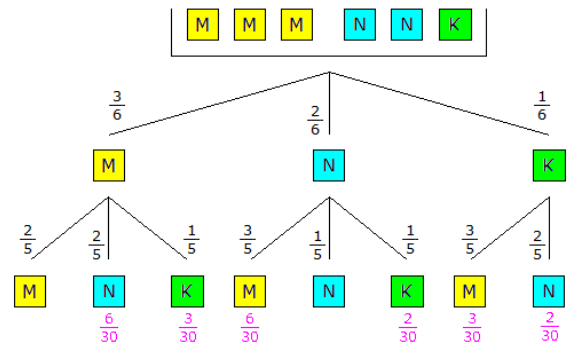 M M M N N K
3/6 2/6 1/6
M N K
2/5 2/5 1/5 3/5 1/5 1/5 3/5 2/5
M N K M N K M N
6/30 3/30 6/30 2/30 3/30 2/30